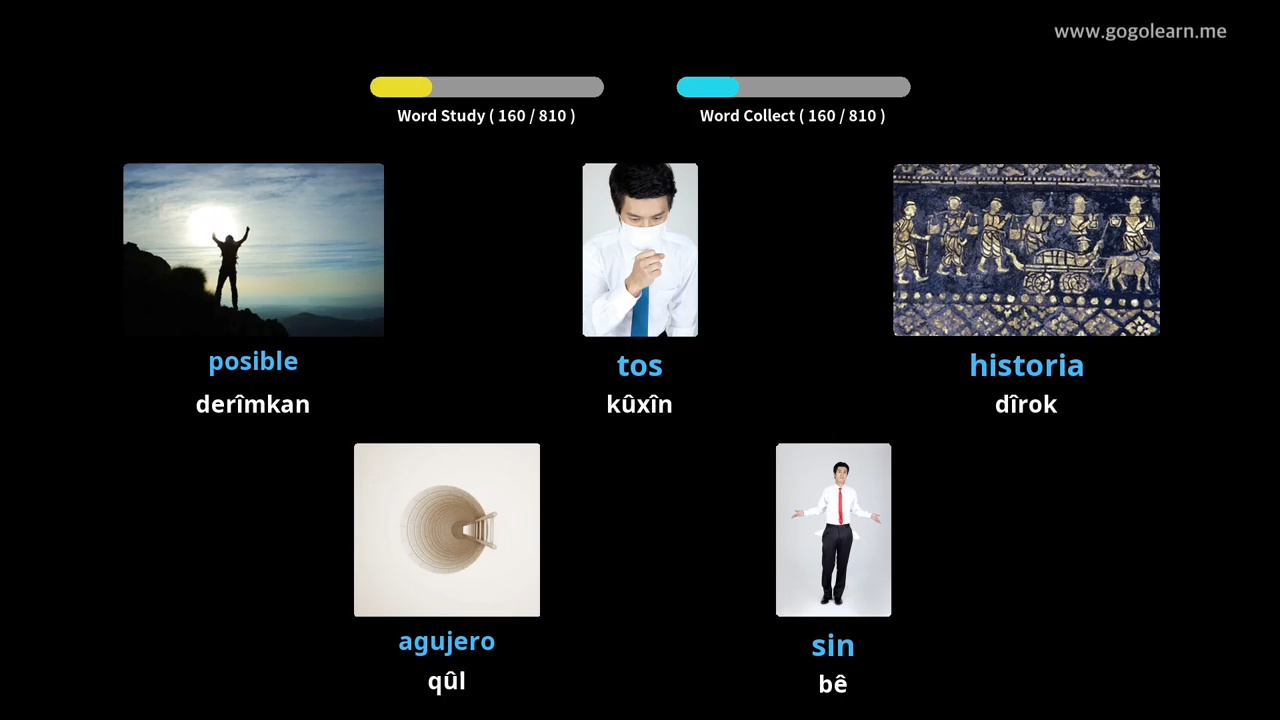 www.gogolearn.me
Word Study ( 160 / 810 )
Word Collect ( 160 / 810 )
posible
tos
historia
derîmkan
kûxîn
dîrok
agujero
sin
qûl
bê